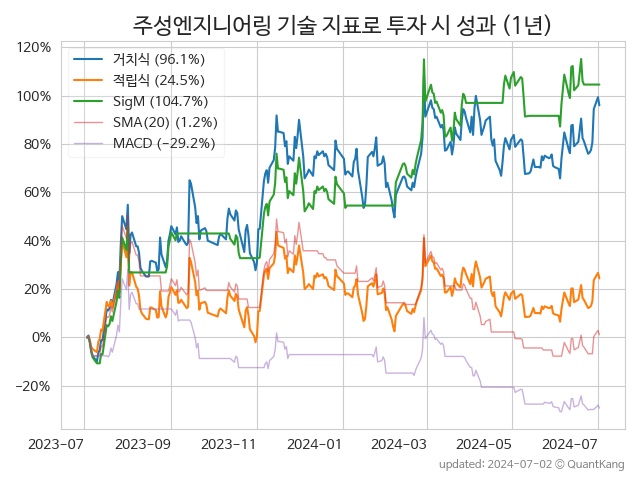 주성엔지니어링 기술 지표로 투자 시 성과 (1년)
120%
100%
80%
60%
40%
20%
0%
−20%
거치식 (96.1%)
적립식 (24.5%)
SigM (104.7%)
SMA(20) (1.2%)
MACD (−29.2%)
2023-07 2023-09 2023-11 2024-01 2024-03 2024-05 2024-07
updated: 2024-07-02 © QuantKang